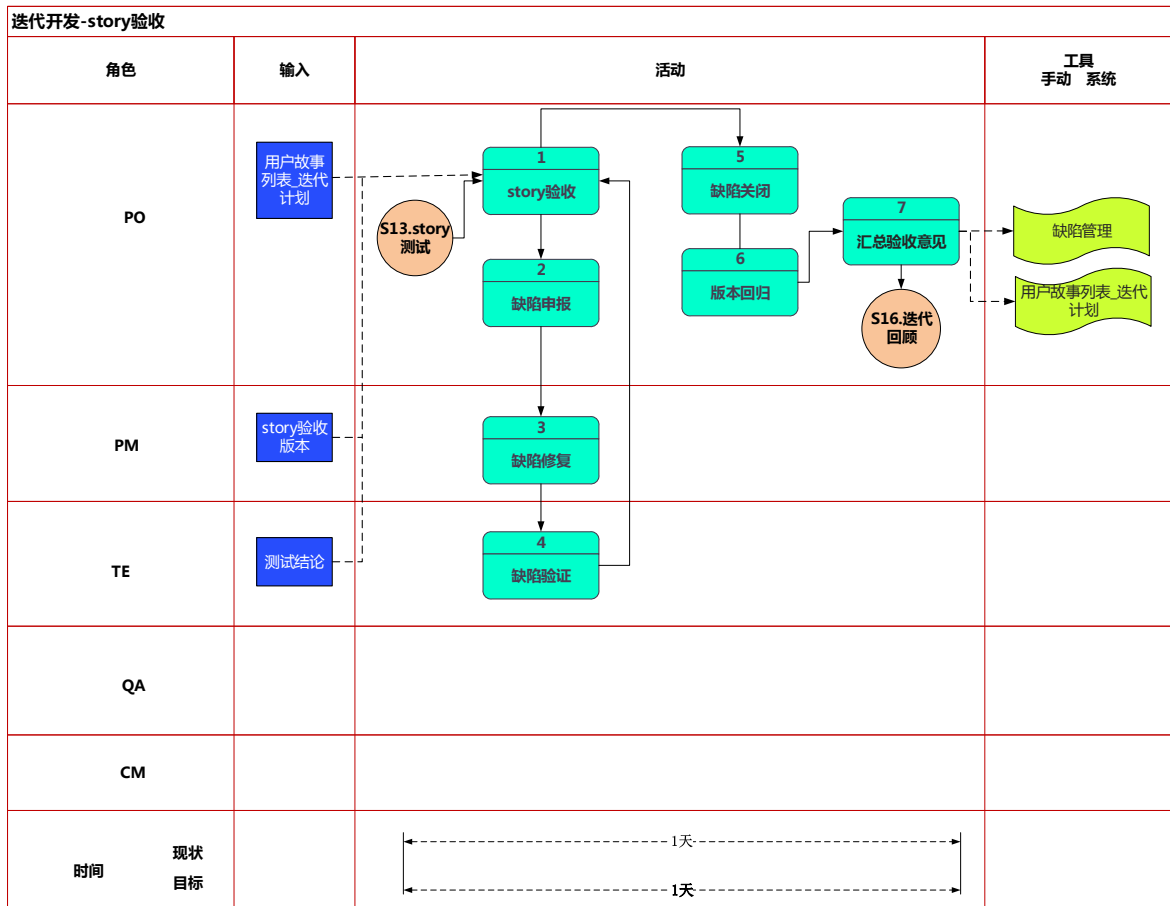 迭代开发-story验收
角色
输入
活动
工具
手动 系统
PO
用户故事
列表_迭代
计划
S13.story
测试
1
story验收
2
缺陷申报
5
缺陷关闭
6
版本回归
7
汇总验收意见
S16.迭代
回顾
缺陷管理
用户故事列表_迭代
计划
PM
story验收
版本
3
缺陷修复
TE
测试结论
4
缺陷验证
QA
CM
时间
现状
目标
1天
1天